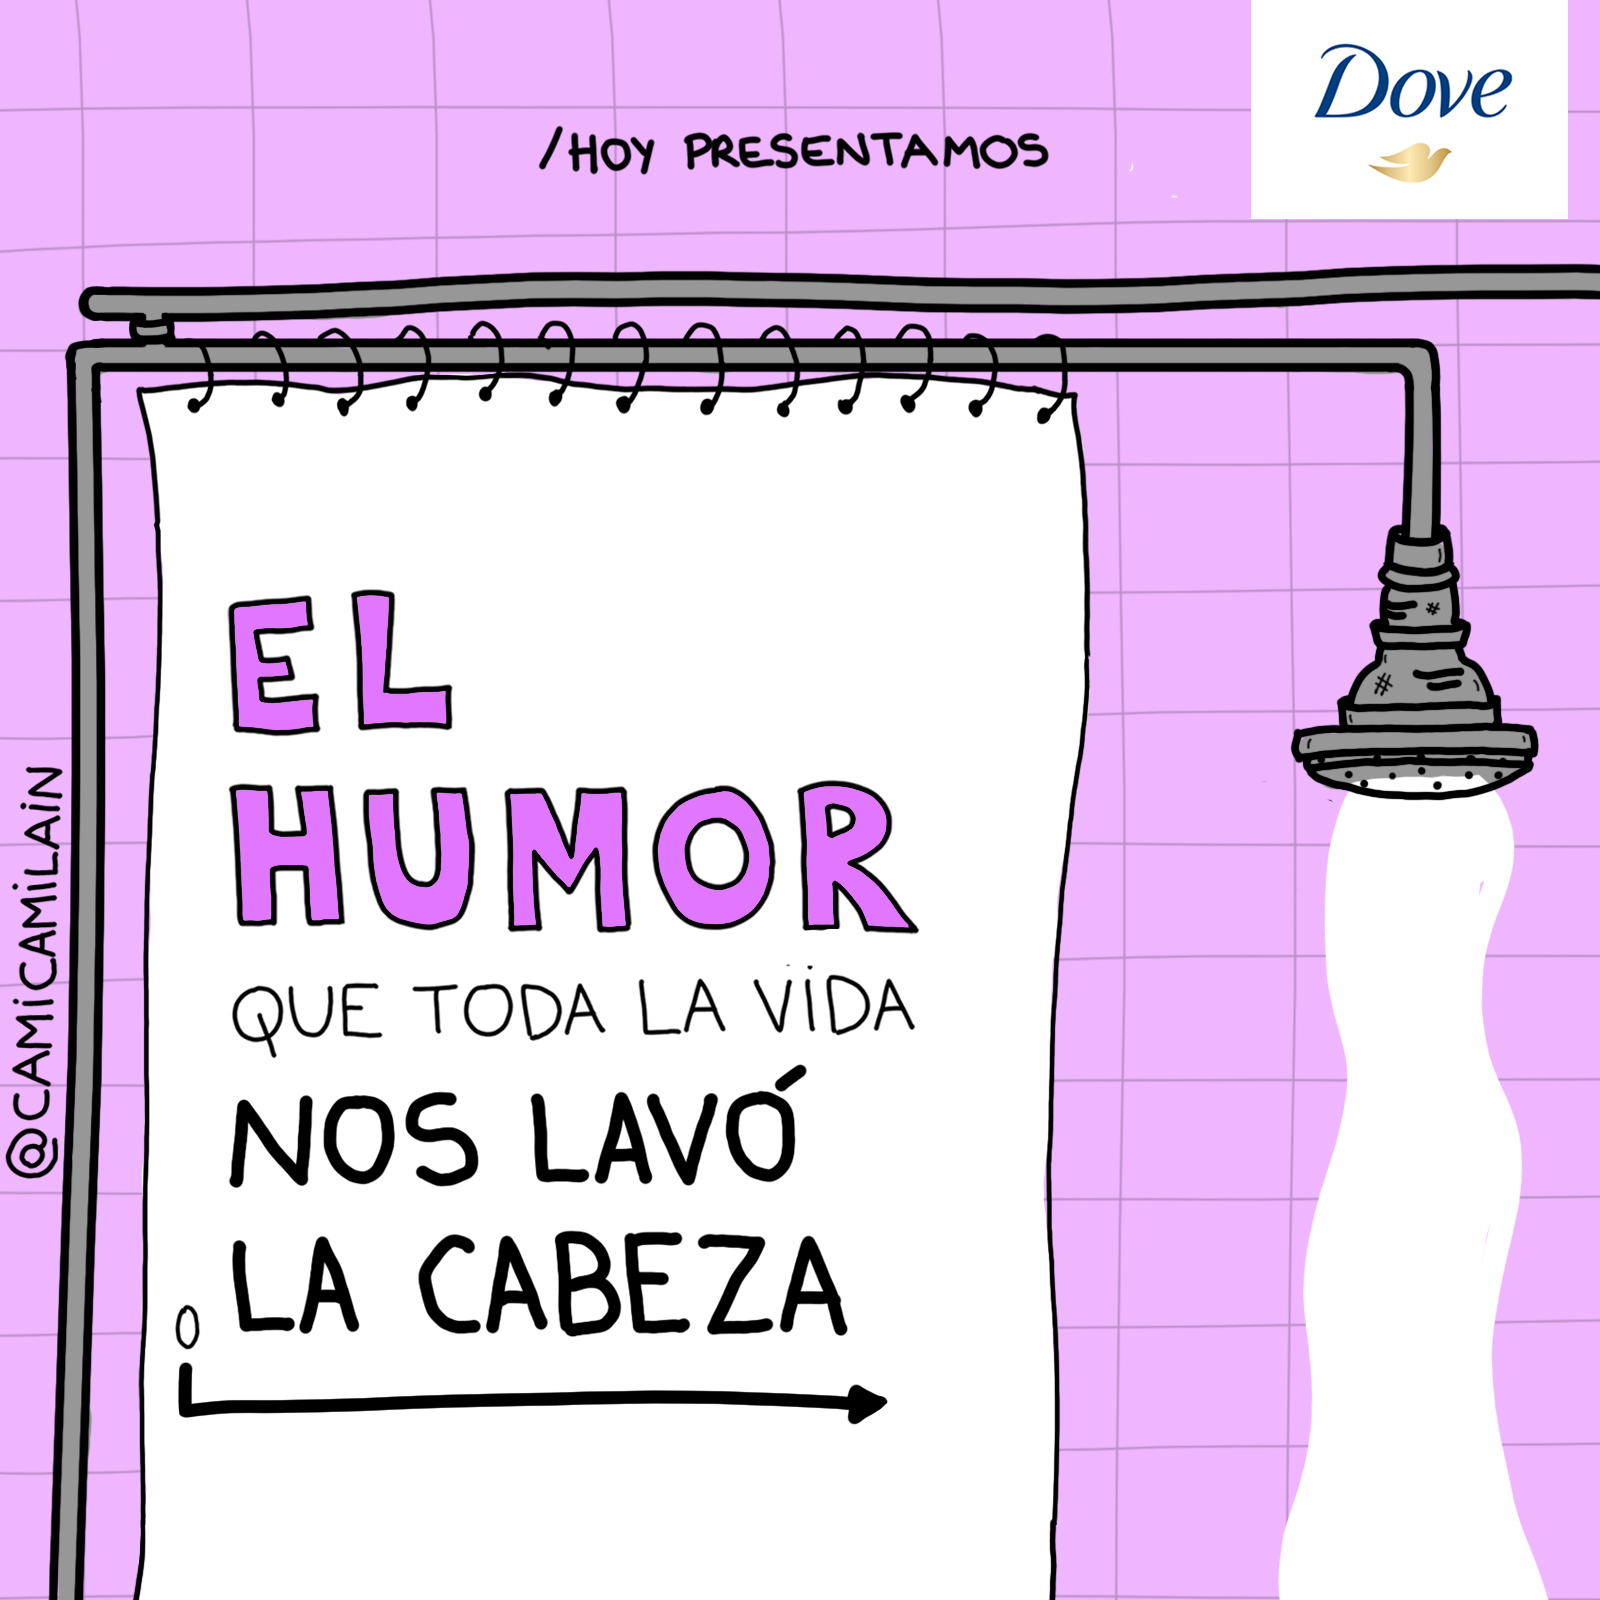 Dove
/HOY PRESENTAMOS
EL
HUMOR
QUE TODA LA VIDA
NOS LAVÓ
LA CABEZA
@CAMICAMILAIN